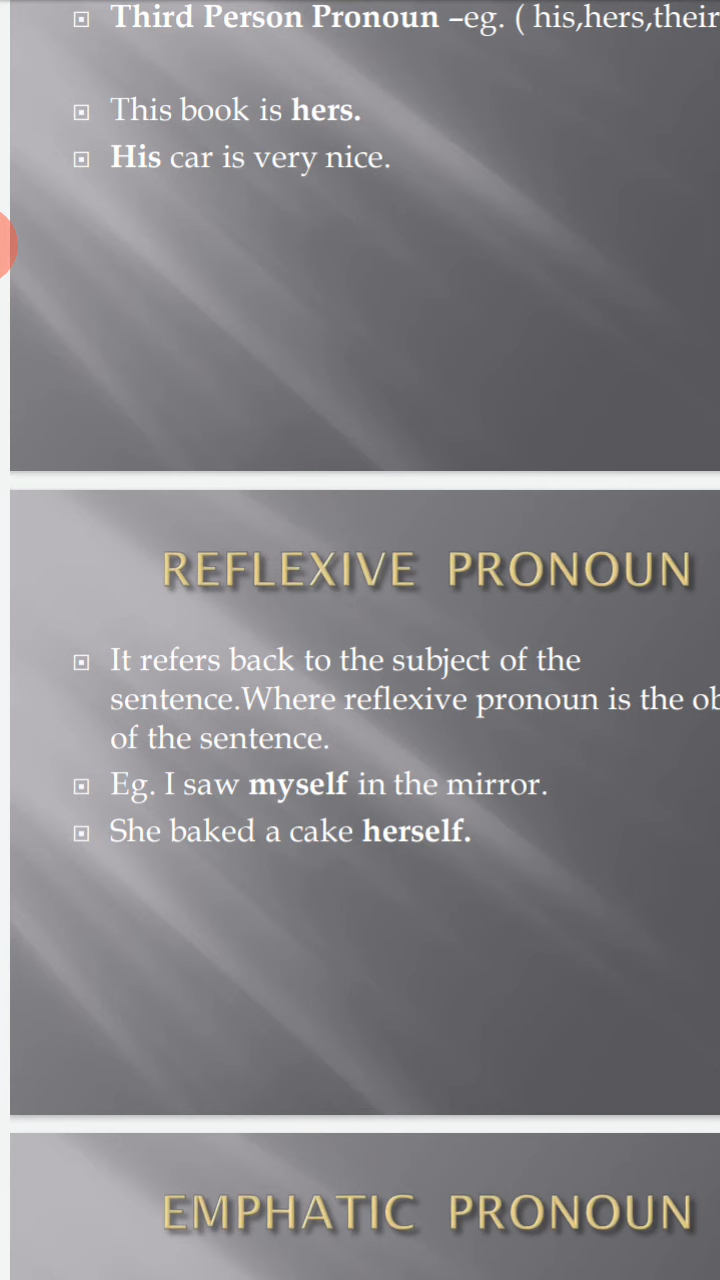 Third Person Pronoun –eg. ( his,hers,their
This book is hers.
His car is very nice.
REFLEXIVE PRONOUN
It refers back to the subject of the
sentence.Where reflexive pronoun is the ob
of the sentence.
Eg. I saw myself in the mirror.
She baked a cake herself.
EMPHATIC PRONOUN